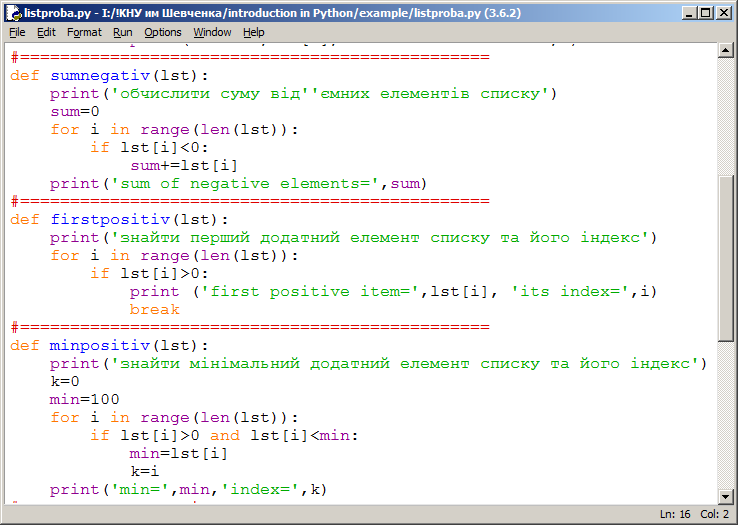 listproba.py - I:/!КНУ им Шевченка/introduction in Python/example/listproba.py (3.6.2)
File Edit Format Run Options Window Help
#===============================================
def sumnegativ(lst):
    print('обчислити суму від''ємних елементів списку')
    sum=0
    for i in range(len(lst)):
        if lst[i]<0:
            sum+=lst[i]
    print('sum of negative elements=',sum)
#===============================================
def firstpositiv(lst):
    print('знайти перший додатний елемент списку та його індекс')
    for i in range(len(lst)):
        if lst[i]>0:
            print ('first positive item=',lst[i], 'its index=',i)
            break
#===============================================
def minpositiv(lst):
    print('знайти мінімальний додатний елемент списку та його індекс')
    k=0
    min=100
    for i in range(len(lst)):
        if lst[i]>0 and lst[i]<min:
            min=lst[i]
            k=i
    print('min=',min,'index=',k)
Ln: 16 Col: 2